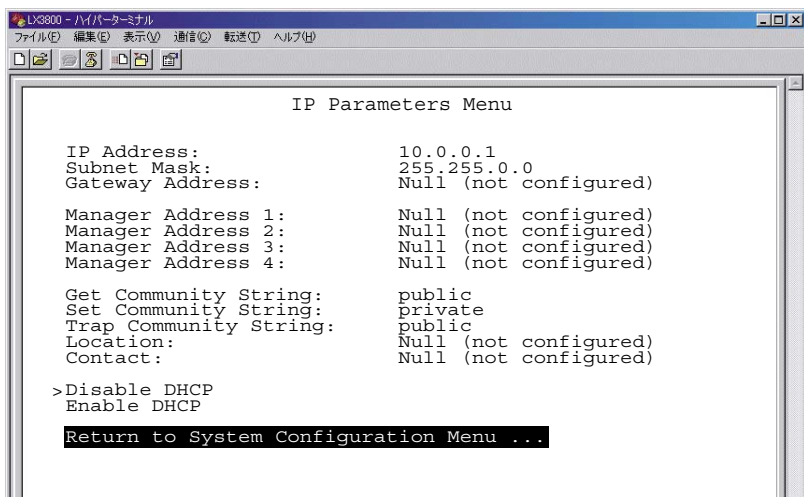 LX3800 - ハイパーターミナル
ファイル(F) 編集(E) 表示(V) 通信(C) 転送(T) ヘルプ(H)
IP Parameters Menu
IP Address: 10.0.0.1
Subnet Mask: 255.255.0.0
Gateway Address: Null (not configured)
Manager Address 1: Null (not configured)
Manager Address 2: Null (not configured)
Manager Address 3: Null (not configured)
Manager Address 4: Null (not configured)
Get Community String: public
Set Community String: private
Trap Community String: public
Location: Null (not configured)
Contact: Null (not configured)
>Disable DHCP
Enable DHCP
Return to System Configuration Menu ...